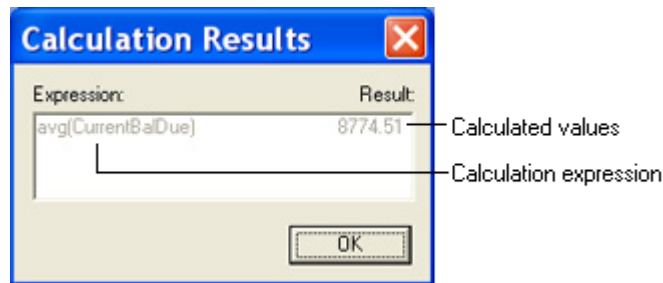 Calculation Results
Expression: Result:
avg(CurrentBalDue) 8774.51 Calculated values
Calculation expression
OK